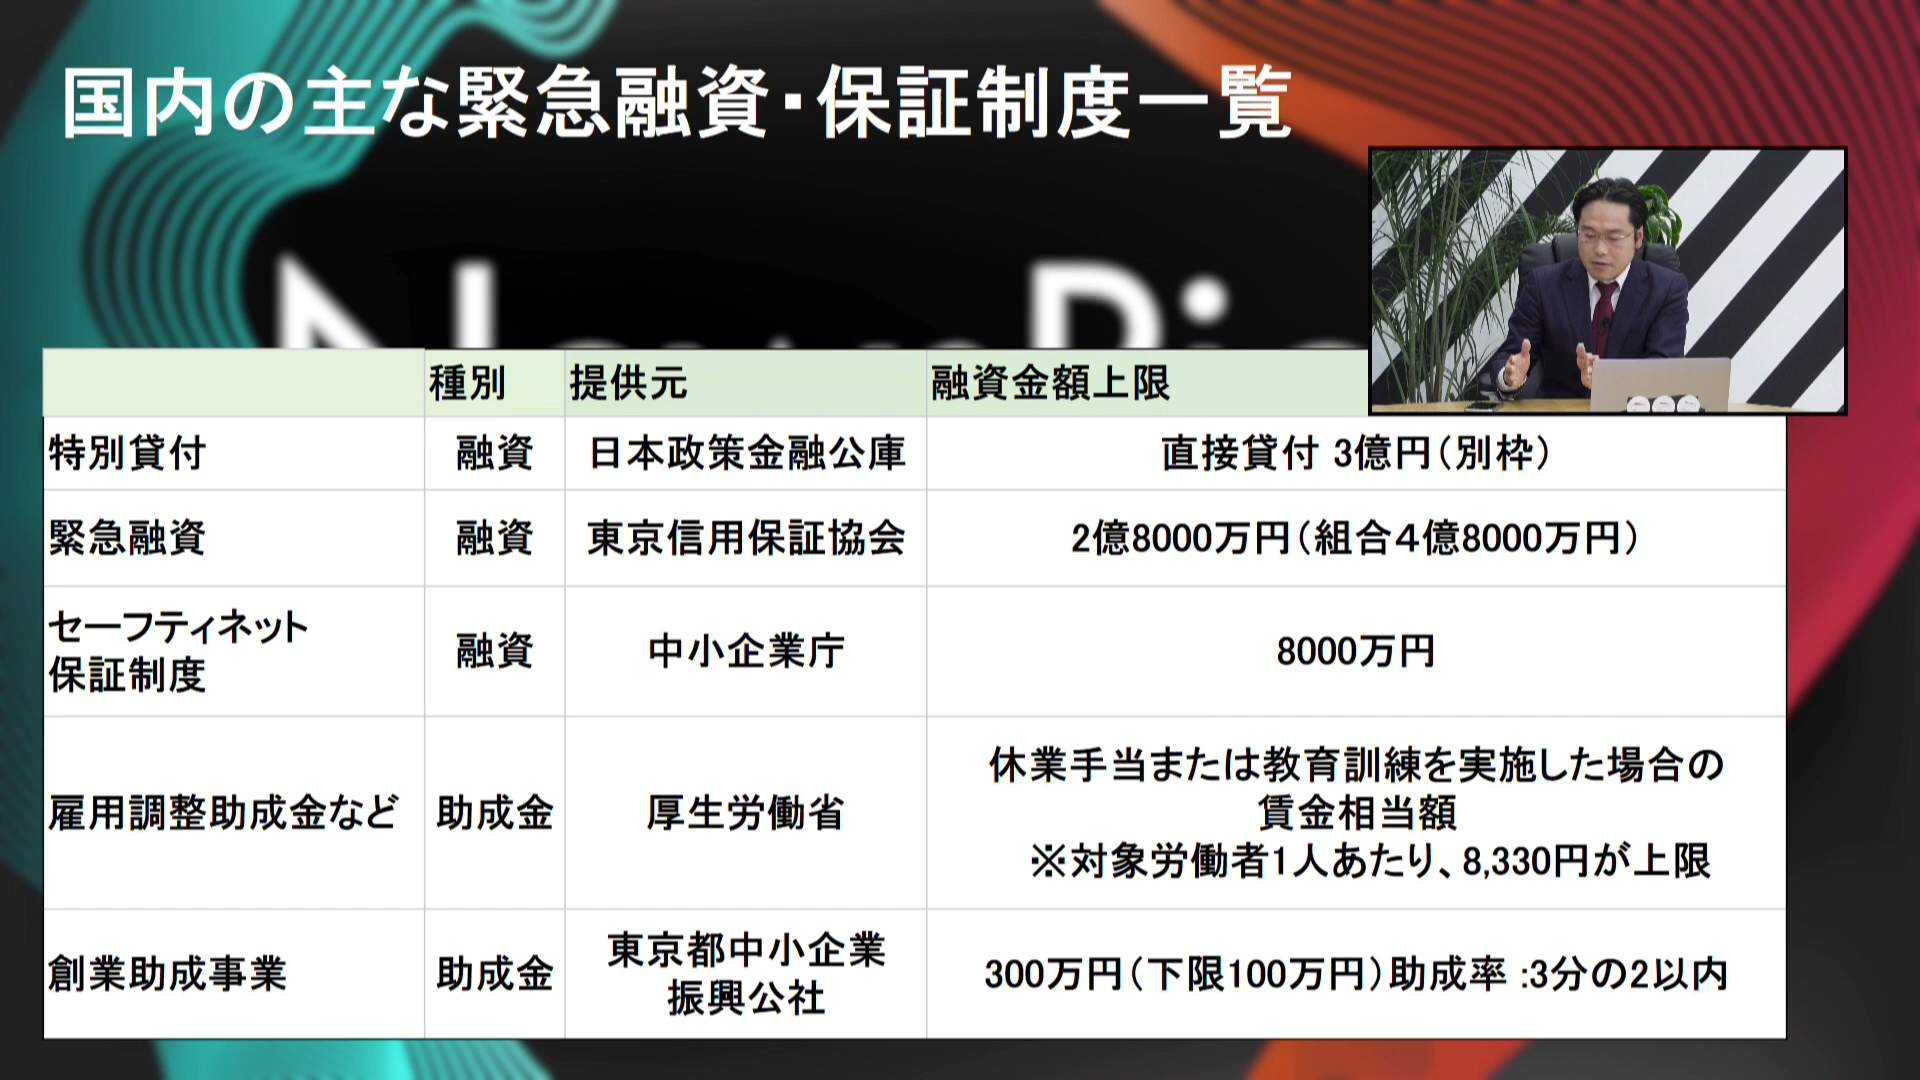 国内の主な緊急融資・保証制度一覧
種別 提供元 融資金額上限
特別貸付 融資 日本政策金融公庫 直接貸付 3億円（別枠）
緊急融資 融資 東京信用保証協会 2億8000万円（組合4億8000万円）
セーフティネット
保証制度 融資 中小企業庁 8000万円
雇用調整助成金など 助成金 厚生労働省 休業手当または教育訓練を実施した場合の
賃金相当額
※対象労働者1人あたり、8,330円が上限
創業助成事業 助成金 東京都中小企業
振興公社 300万円（下限100万円）助成率 :3分の2以内